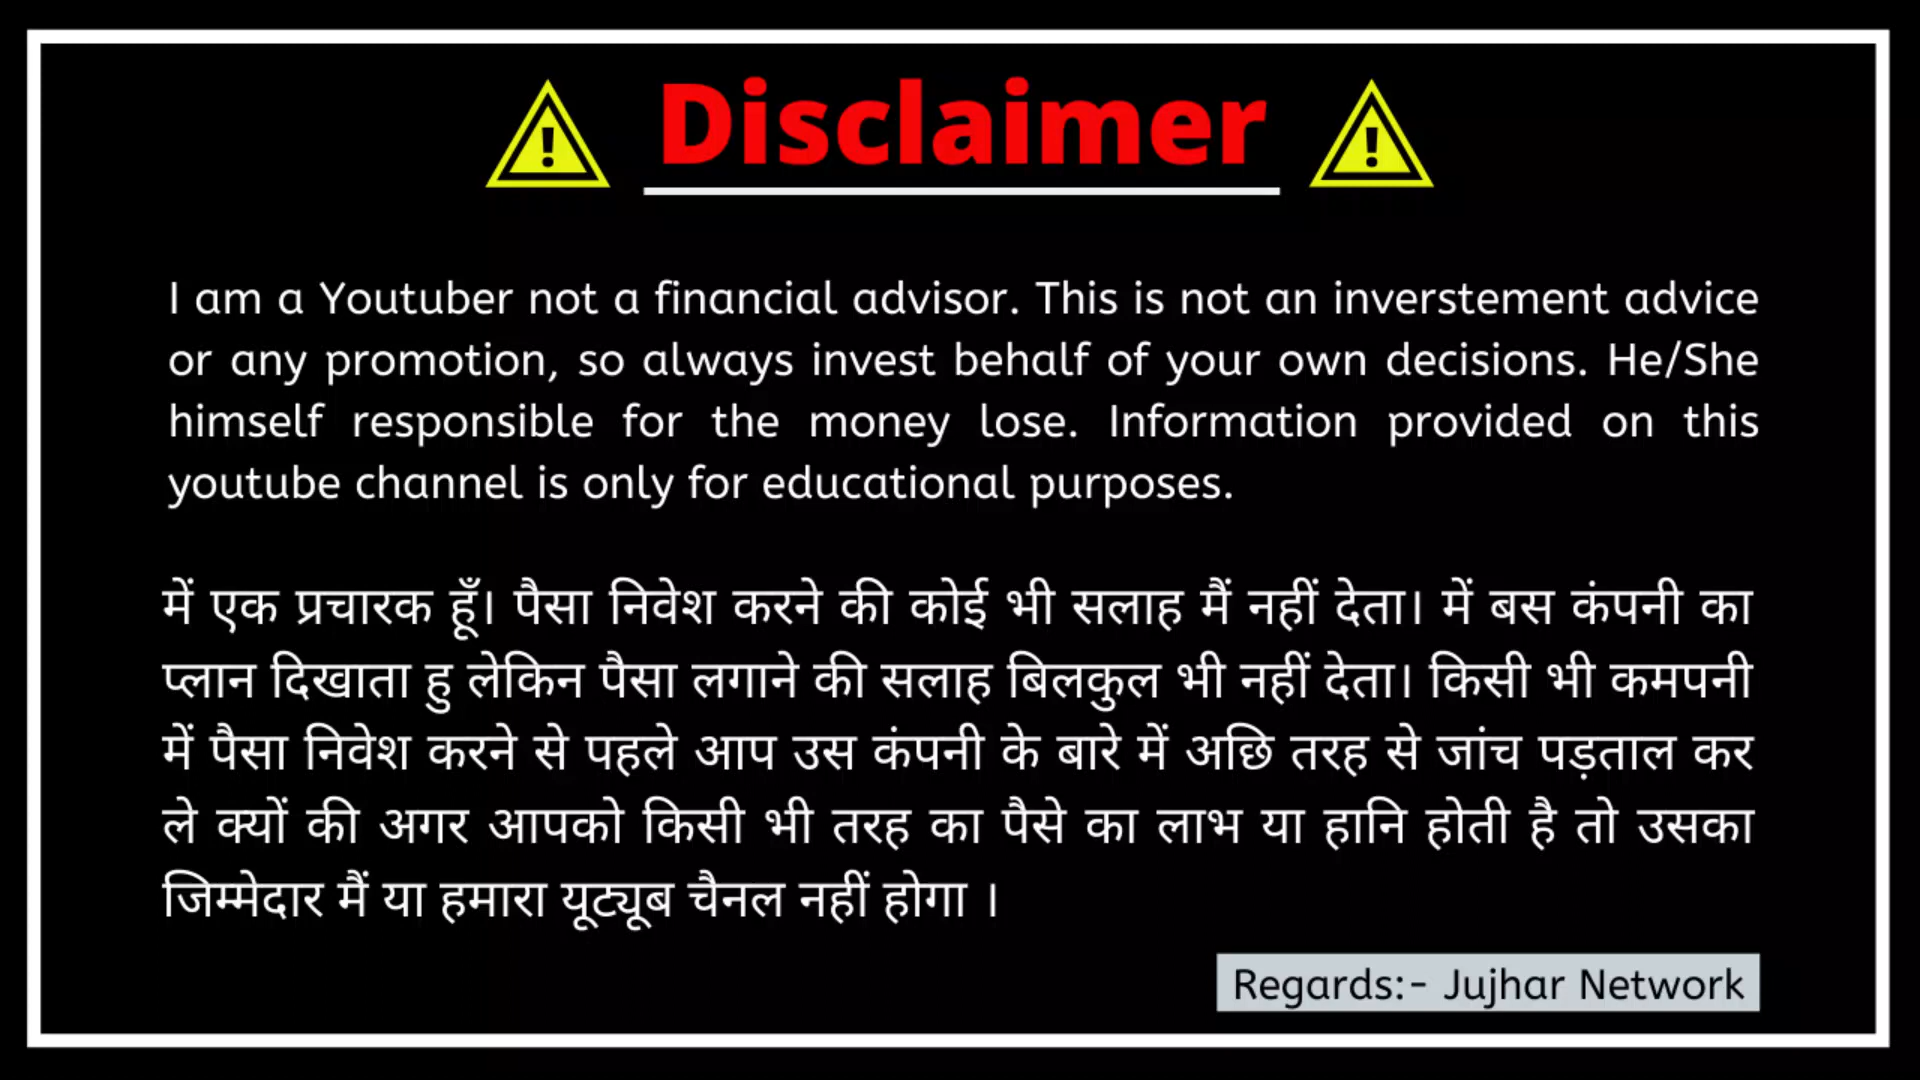 Disclaimer
I am a Youtuber not a financial advisor. This is not an inverstement advice
or any promotion, so always invest behalf of your own decisions. He/She
himself responsible for the money lose. Information provided on this
youtube channel is only for educational purposes.
में एक प्रचारक हूँ। पैसा निवेश करने की कोई भी सलाह मैं नहीं देता। में बस कंपनी का
प्लान दिखाता हु लेकिन पैसा लगाने की सलाह बिलकुल भी नहीं देता। किसी भी कमपनी
में पैसा निवेश करने से पहले आप उस कंपनी के बारे में अछि तरह से जांच पड़ताल कर
ले क्यों की अगर आपको किसी भी तरह का पैसे का लाभ या हानि होती है तो उसका
जिम्मेदार मैं या हमारा यूट्यूब चैनल नहीं होगा ।
Regards:- Jujhar Network